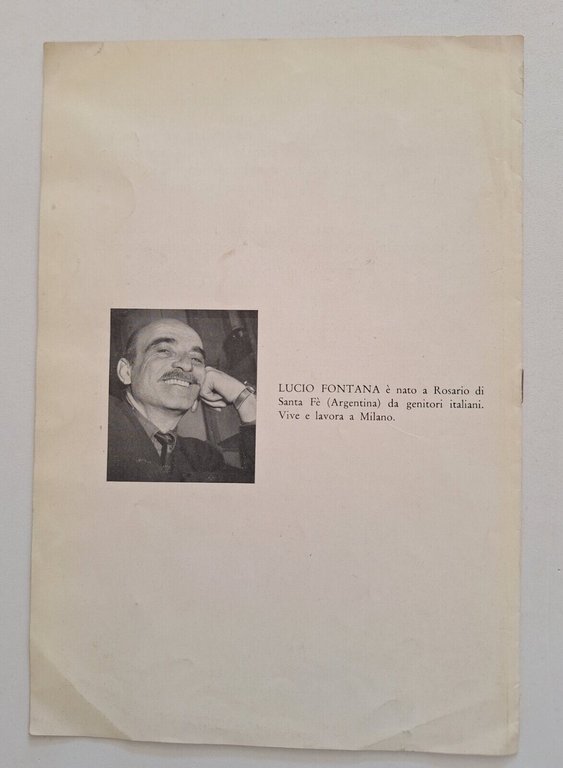 LUCIO FONTANA è nato a Rosario di
Santa Fè (Argentina) da genitori italiani.
Vive e lavora a Milano.